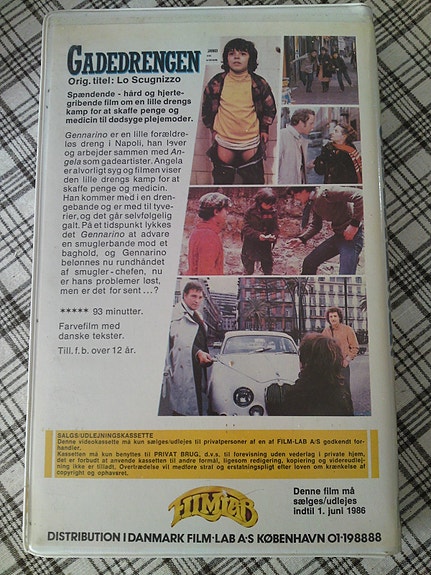 GADEDRENGEN
Orig. titel: Lo Scugnizzo
Spændende - hård og hjerte-
gribende film om en lille drengs
kamp for at skaffe penge og
medicin til dødsyge plejemoder.
Gennarino er en lille forældre-
løs dreng i Napoli, han lever
og arbejder sammen med An-
gela som gadeartister. Angela
er alvorligt syg og filmen viser
den lille drengs kamp for at
skaffe penge og medicin.
Han kommer med i en dren-
gebande og er med til tyve-
rier, og det går selvfølgelig
galt. På et tidspunkt lykkes
det Gennarino at advare
en smuglerbande mod et
baghold, og Gennarino
belønnes nu rundhåndet
af smugler-chefen, nu
er hans problemer løst,
men er det for sent...?
***** 93 minutter.
Farvefilm med
danske tekster.
Till. f. b. over 12 år.
SALGS/UDLEJNINGSKASSETTE
Denne videokassette må kun sælges/udlejes til privatpersoner af en af FILM-LAB A/S godkendt for-
handler.
Kassetten må kun benyttes til PRIVAT BRUG, d.v.s. til forevisning uden vederlag i private hjem,
det er forbudt at anvende kassetten til andre formål, ligesom redigering, kopiering og videreudlej-
ning ikke er tilladt. Overtrædelse vil medføre straf og erstatningspligt efter loven om krænkelse af
copyright og ophavsret.
FILMLAB
Denne film må
sælges/udlejes
indtil 1. juni 1986
DISTRIBUTION I DANMARK FILM-LAB A·S KØBENHAVN 01-198888